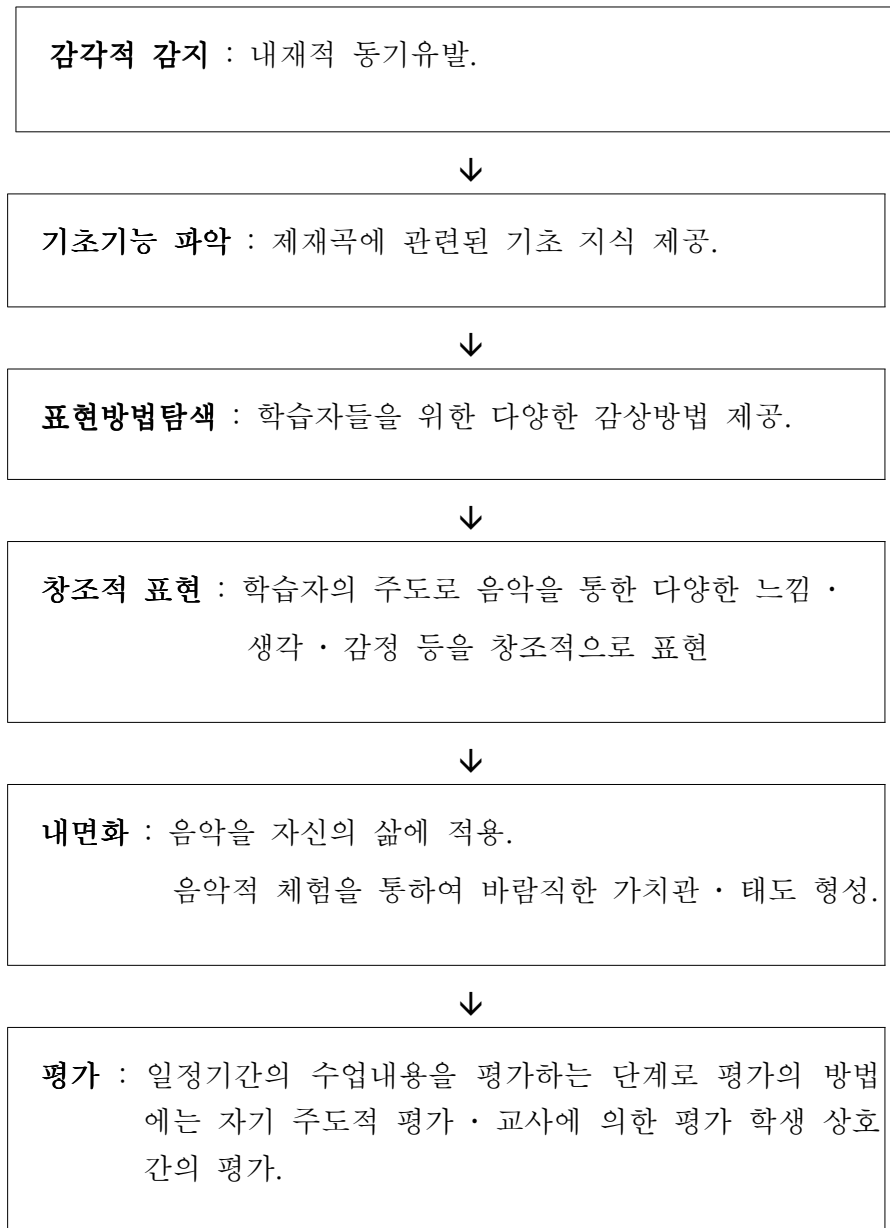 감각적 감지 : 내재적 동기유발.
↓
기초기능 파악 : 제재곡에 관련된 기초 지식 제공.
↓
표현방법탐색 : 학습자들을 위한 다양한 감상방법 제공.
↓
창조적 표현 : 학습자의 주도로 음악을 통한 다양한 느낌 ·
생각 · 감정 등을 창조적으로 표현
↓
내면화 : 음악을 자신의 삶에 적용.
음악적 체험을 통하여 바람직한 가치관 · 태도 형성.
↓
평가 : 일정기간의 수업내용을 평가하는 단계로 평가의 방법
에는 자기 주도적 평가 · 교사에 의한 평가 학생 상호
간의 평가.